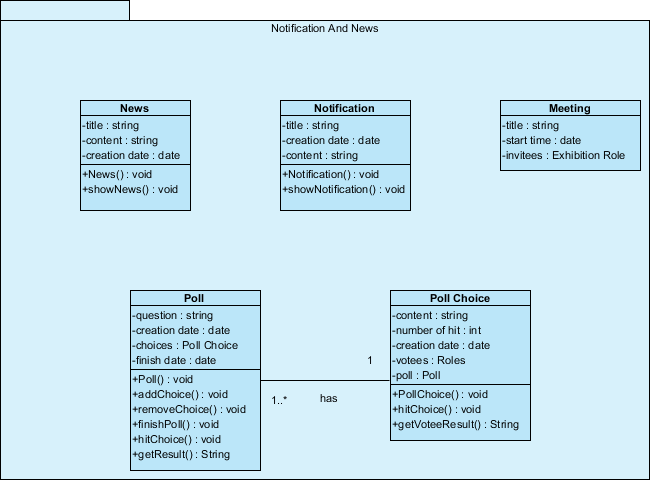 Notification And News
News
-title : string
-content : string
-creation date : date
+News() : void
+showNews() : void
Notification
-title : string
-creation date : date
-content : string
+Notification() : void
+showNotification() : void
Meeting
-title : string
-start time : date
-invitees : Exhibition Role
Poll
-question : string
-creation date : date
-choices : Poll Choice
-finish date : date
+Poll() : void
+addChoice() : void
+removeChoice() : void
+finishPoll() : void
+hitChoice() : void
+getResult() : String
1
1..*
has
Poll Choice
-content : string
-number of hit : int
-creation date : date
-votees : Roles
-poll : Poll
+PollChoice() : void
+hitChoice() : void
+getVoteeResult() : String